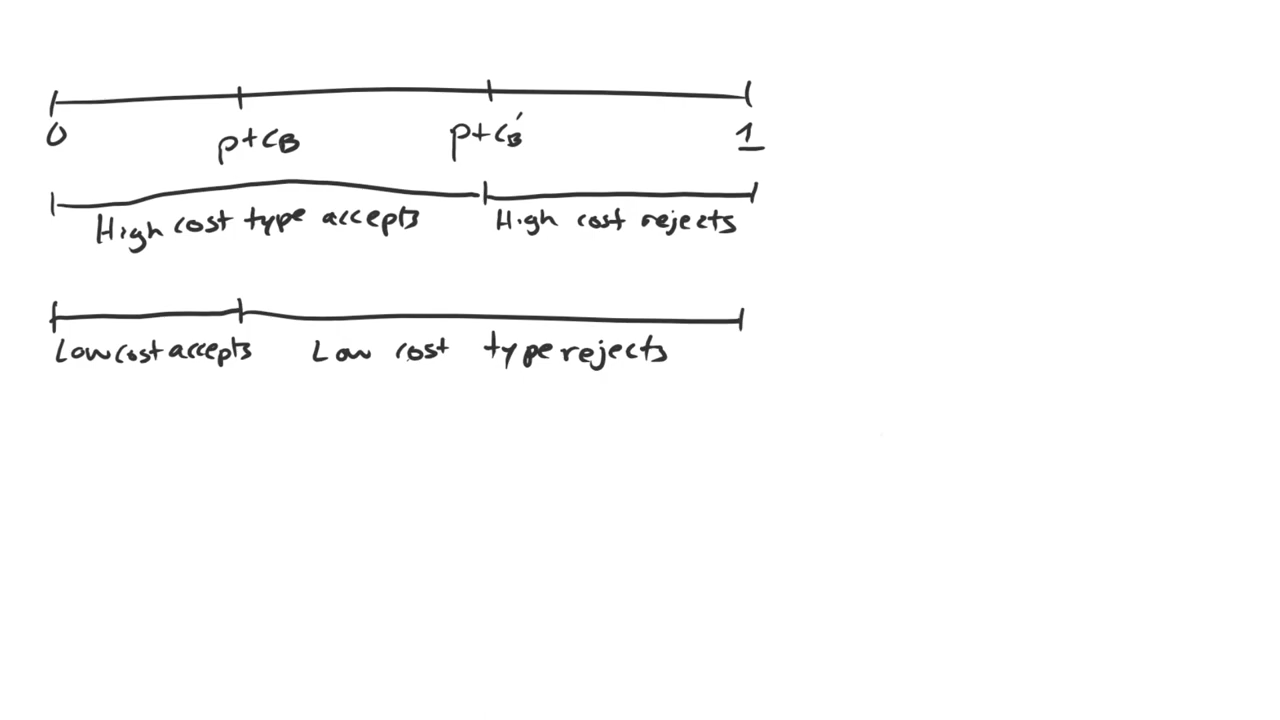 0 p+cB p+cB' 1
High cost type accepts High cost rejects
Low cost accepts Low cost type rejects